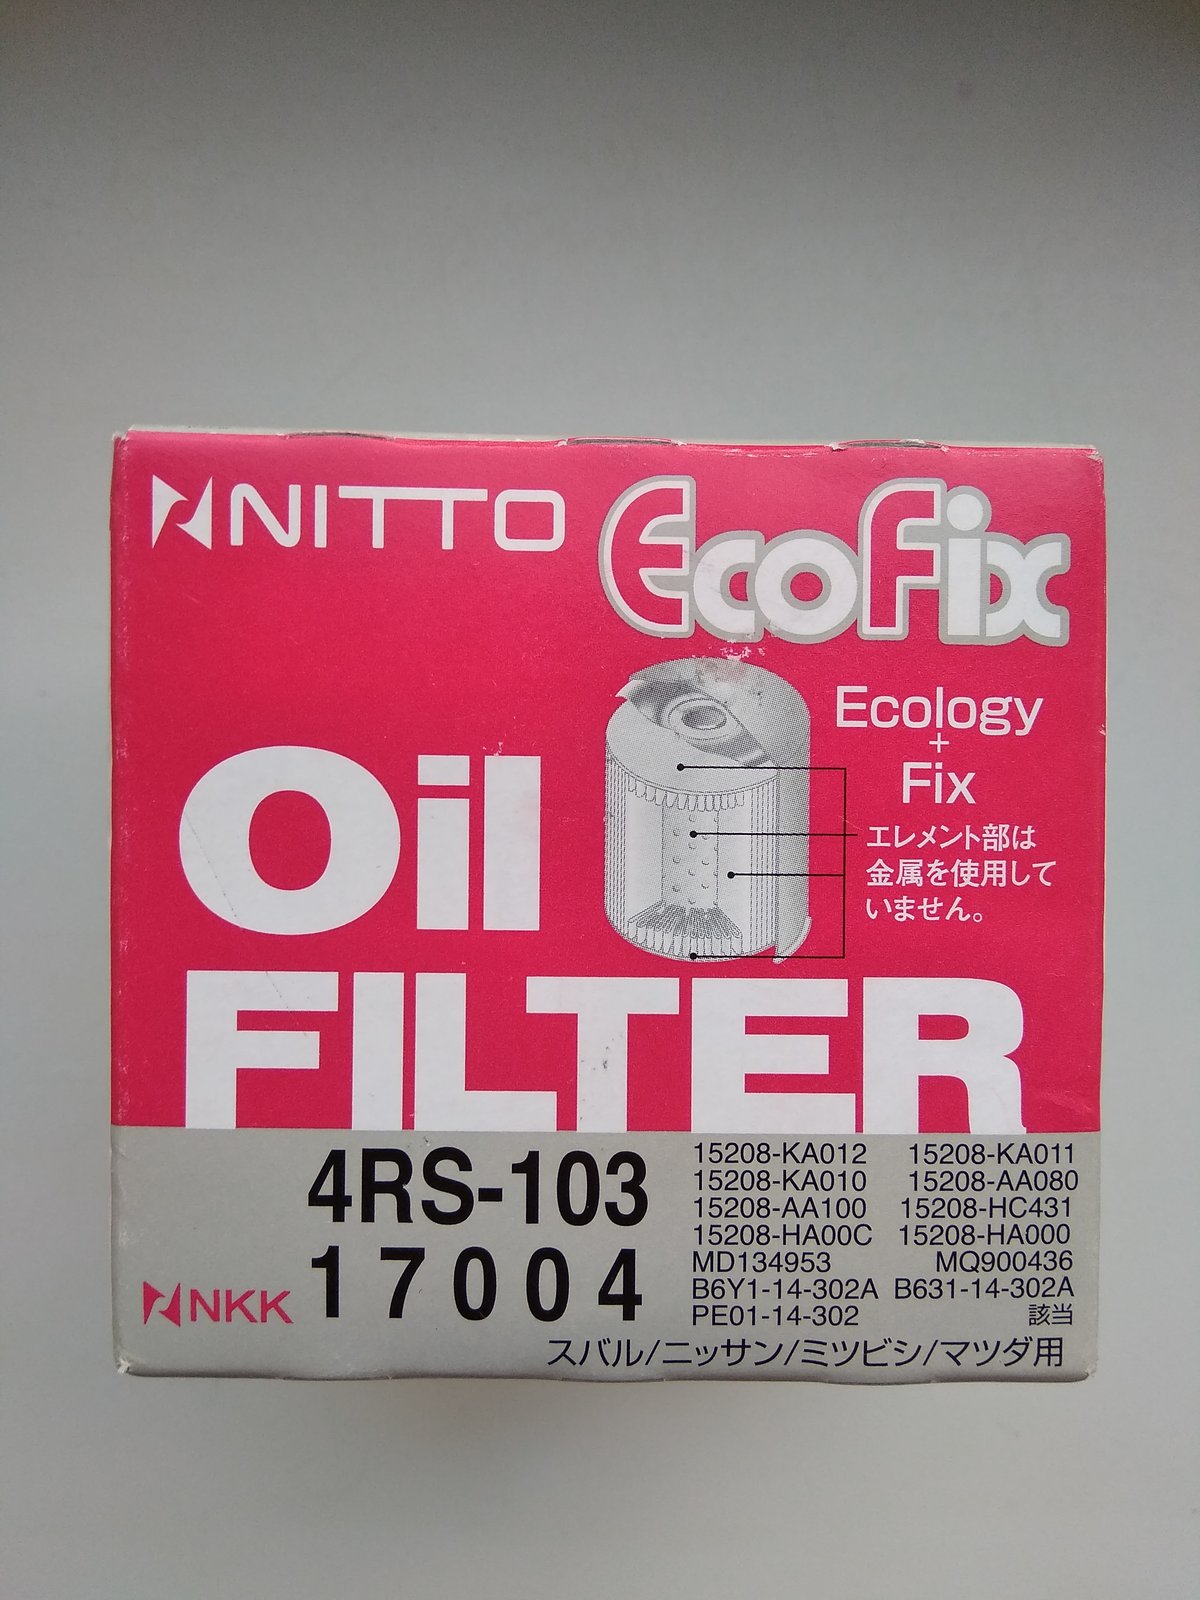 NITTO
EcoFix
Ecology
+
Fix
エレメント部は
金属を使用して
いません。
Oil
FILTER
4RS-103
17004
NKK
15208-KA012 15208-KA011
15208-KA010 15208-AA080
15208-AA100 15208-HC431
15208-HA00C 15208-HA000
MD134953 MQ900436
B6Y1-14-302A B631-14-302A
PE01-14-302 該当
スバル/ニッサン/ミツビシ/マツダ用